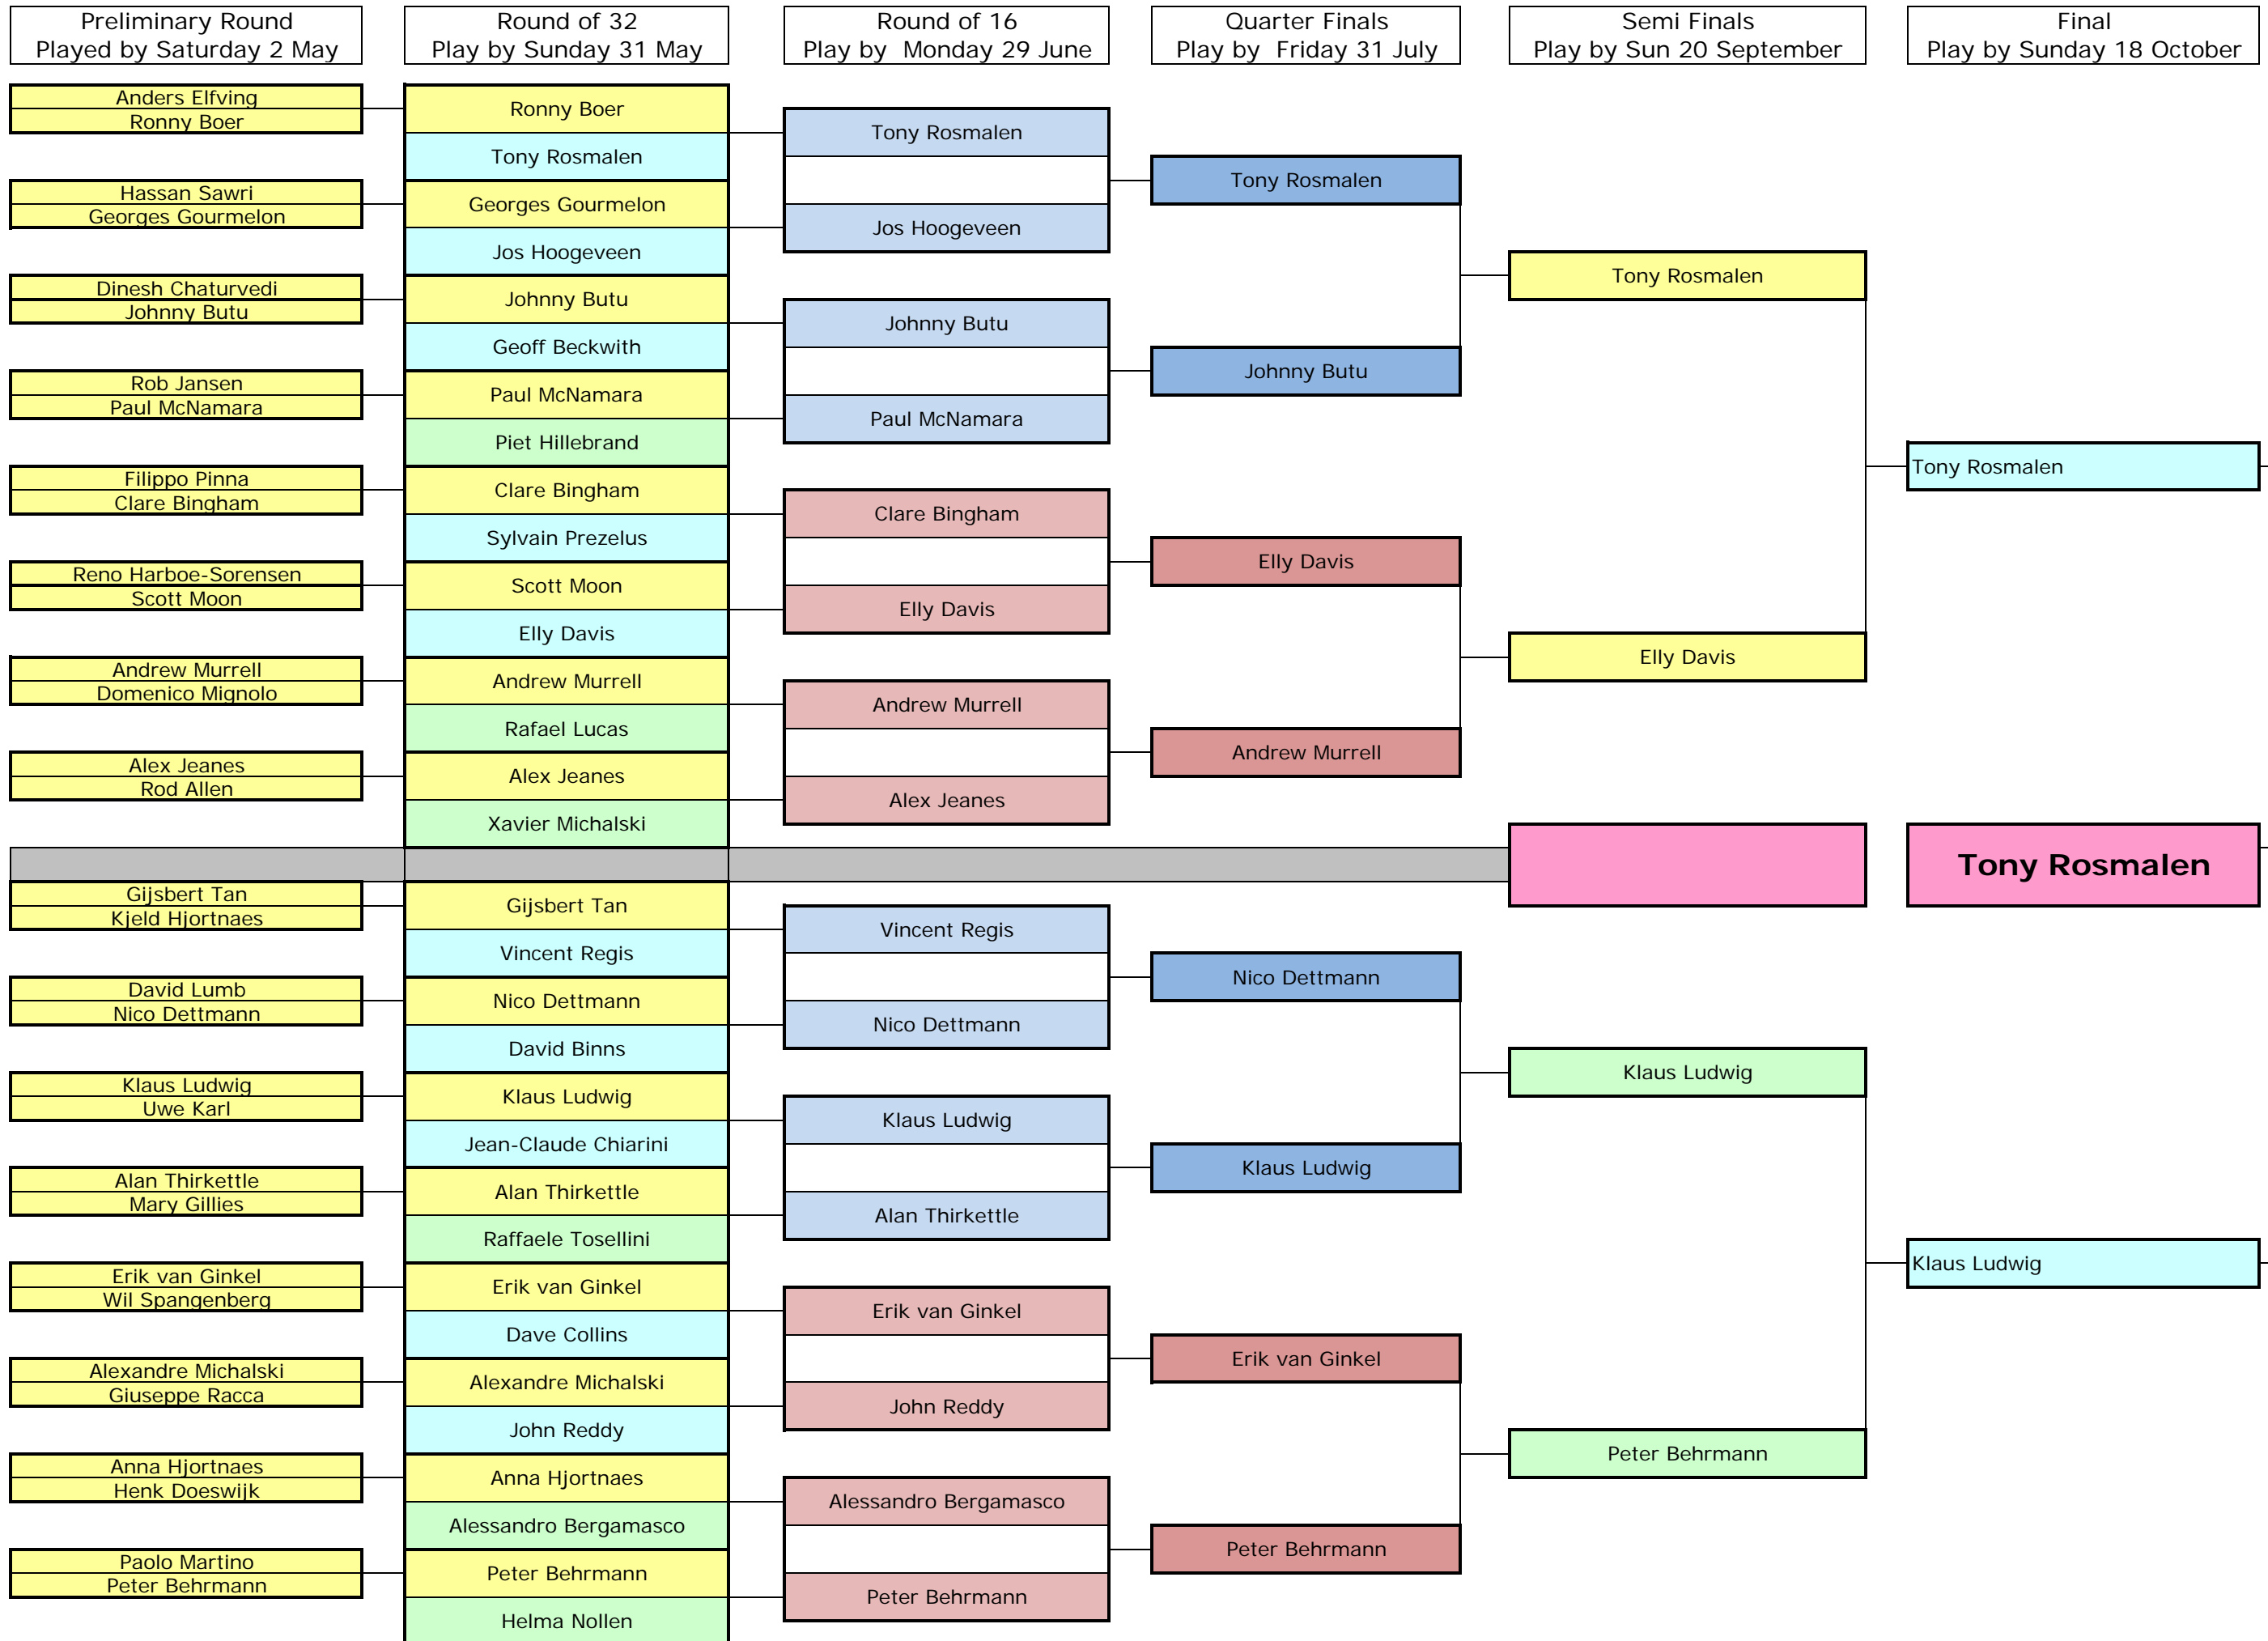 Preliminary Round
Played by Saturday 2 May
Round of 32
Play by Sunday 31 May
Round of 16
Play by  Monday 29 June
Quarter Finals
Play by  Friday 31 July
Semi Finals
Play by Sun 20 September
Final
Play by Sunday 18 October
Anders Elfving
Ronny Boer
Hassan Sawri
Georges Gourmelon
Dinesh Chaturvedi
Johnny Butu
Rob Jansen
Paul McNamara
Filippo Pinna
Clare Bingham
Reno Harboe-Sorensen
Scott Moon
Andrew Murrell
Domenico Mignolo
Alex Jeanes
Rod Allen
Gijsbert Tan
Kjeld Hjortnaes
David Lumb
Nico Dettmann
Klaus Ludwig
Uwe Karl
Alan Thirkettle
Mary Gillies
Erik van Ginkel
Wil Spangenberg
Alexandre Michalski
Giuseppe Racca
Anna Hjortnaes
Henk Doeswijk
Paolo Martino
Peter Behrmann
Ronny Boer
Tony Rosmalen
Georges Gourmelon
Jos Hoogeveen
Johnny Butu
Geoff Beckwith
Paul McNamara
Piet Hillebrand
Clare Bingham
Sylvain Prezelus
Scott Moon
Elly Davis
Andrew Murrell
Rafael Lucas
Alex Jeanes
Xavier Michalski
Gijsbert Tan
Vincent Regis
Nico Dettmann
David Binns
Klaus Ludwig
Jean-Claude Chiarini
Alan Thirkettle
Raffaele Tosellini
Erik van Ginkel
Dave Collins
Alexandre Michalski
John Reddy
Anna Hjortnaes
Alessandro Bergamasco
Peter Behrmann
Helma Nollen
Tony Rosmalen
Jos Hoogeveen
Johnny Butu
Paul McNamara
Clare Bingham
Elly Davis
Andrew Murrell
Alex Jeanes
Vincent Regis
Nico Dettmann
Klaus Ludwig
Alan Thirkettle
Erik van Ginkel
John Reddy
Alessandro Bergamasco
Peter Behrmann
Tony Rosmalen
Johnny Butu
Elly Davis
Andrew Murrell
Nico Dettmann
Klaus Ludwig
Erik van Ginkel
Peter Behrmann
Tony Rosmalen
Elly Davis
Klaus Ludwig
Peter Behrmann
Tony Rosmalen
Tony Rosmalen
Klaus Ludwig